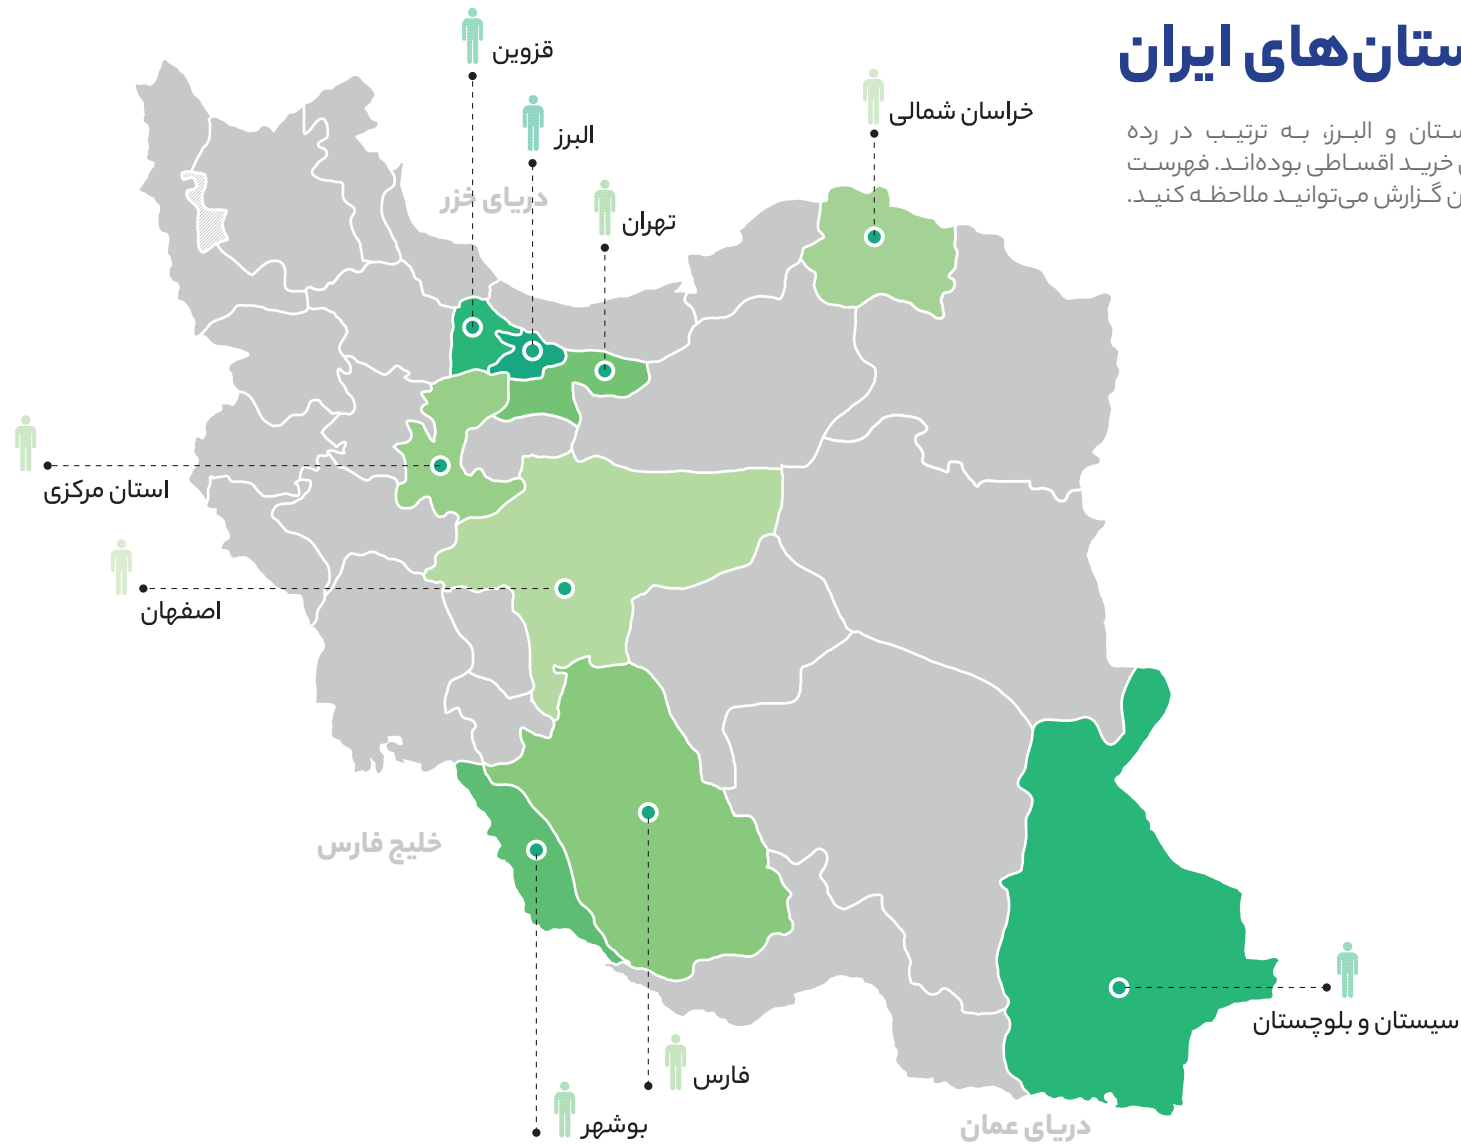 ستان‌های ایران
ستان و البرز، به ترتیب در رده
خرید اقساطی بوده‌اند. فهرست
گزارش می‌توانید ملاحظه کنید.
قزوین
البرز
خراسان شمالی
دریای خزر
تهران
استان مرکزی
اصفهان
خلیج فارس
سیستان و بلوچستان
فارس
بوشهر
دریای عمان